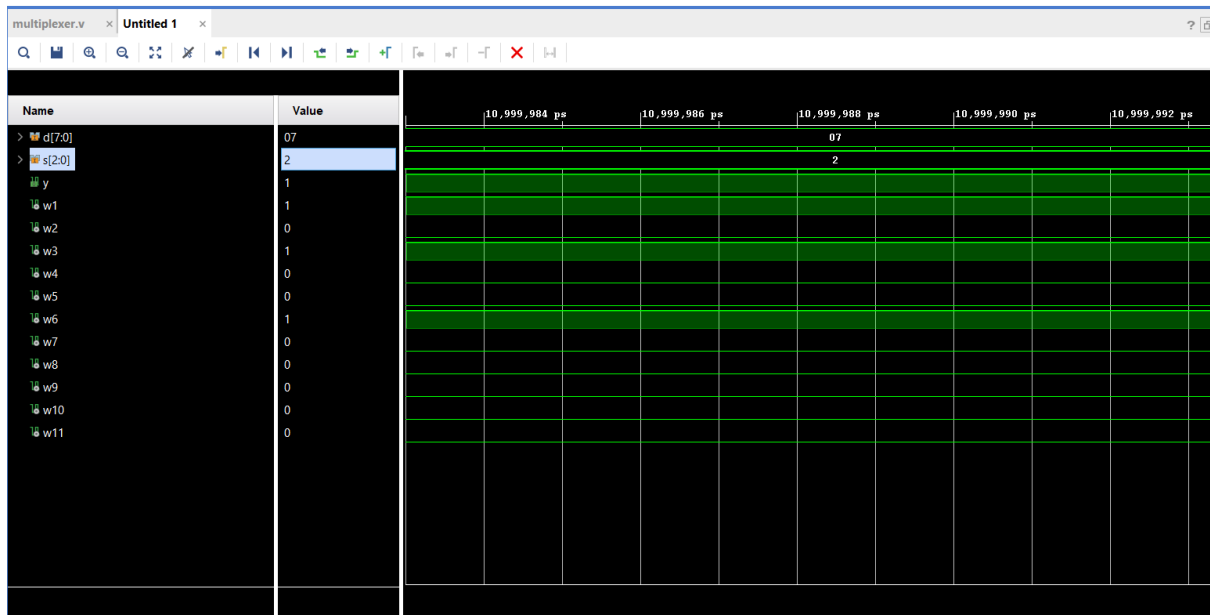 multiplexer.v × Untitled 1 ×
?
Name Value
10,999,984 ps 10,999,986 ps 10,999,988 ps 10,999,990 ps 10,999,992 ps
> d[7:0] 07 07
> s[2:0] 2 2
y 1
w1 1
w2 0
w3 1
w4 0
w5 0
w6 1
w7 0
w8 0
w9 0
w10 0
w11 0